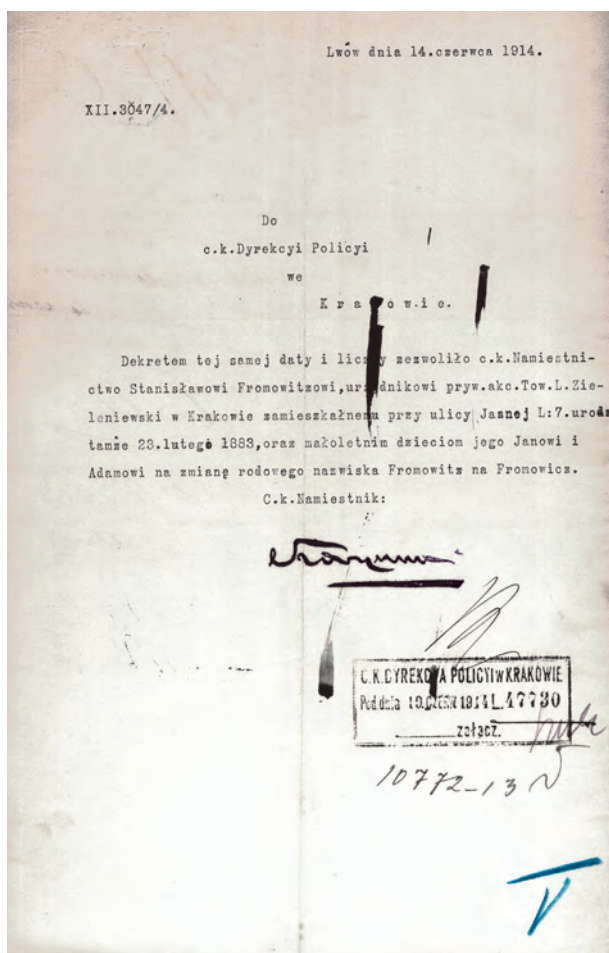 Lwów dnia 14.czerwca 1914.
XII.3047/4.
Do
c.k.Dyrekcyi Policyi
we
Krakowie.
Dekretem tej samej daty i liczby zezwoliło c.k.Namiestni-
ctwo Stanisławowi Fromowitzowi,urzędnikowi pryw.akc.Tow.L.Zie-
leniewski w Krakowie zamieszkałnemu przy ulicy Jasnej L:7.urodz
tamże 23.lutego 1883,oraz małoletnim dzieciom jego Janowi i
Adamowi na zmianę rodowego nazwiska Fromowitz na Fromowicz.
C.k.Namiestnik:
C.K.DYREKCYA POLICYI w KRAKOWIE
Pod dnia 19.CZERW 1914 L.47730
załącz.
10772-13
V